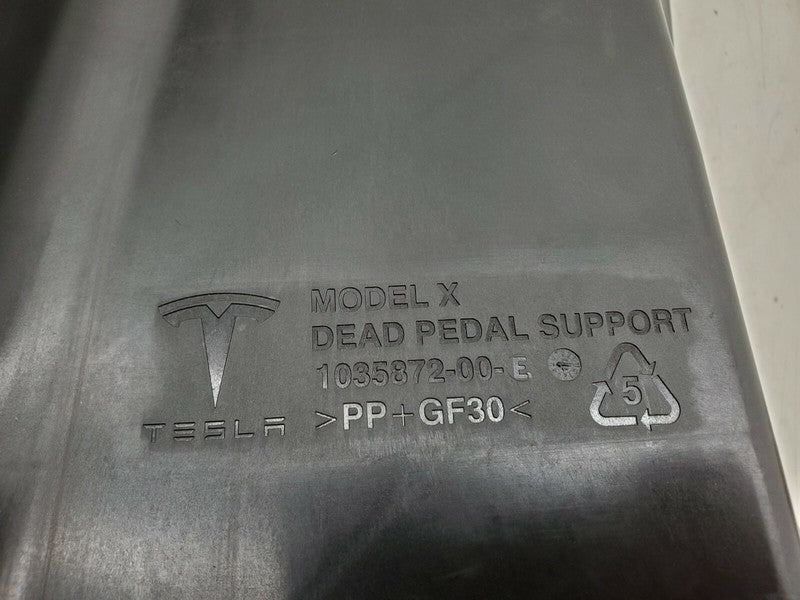 MODEL X
DEAD PEDAL SUPPORT
1035872-00-E
>PP+GF30<
5
TESLA